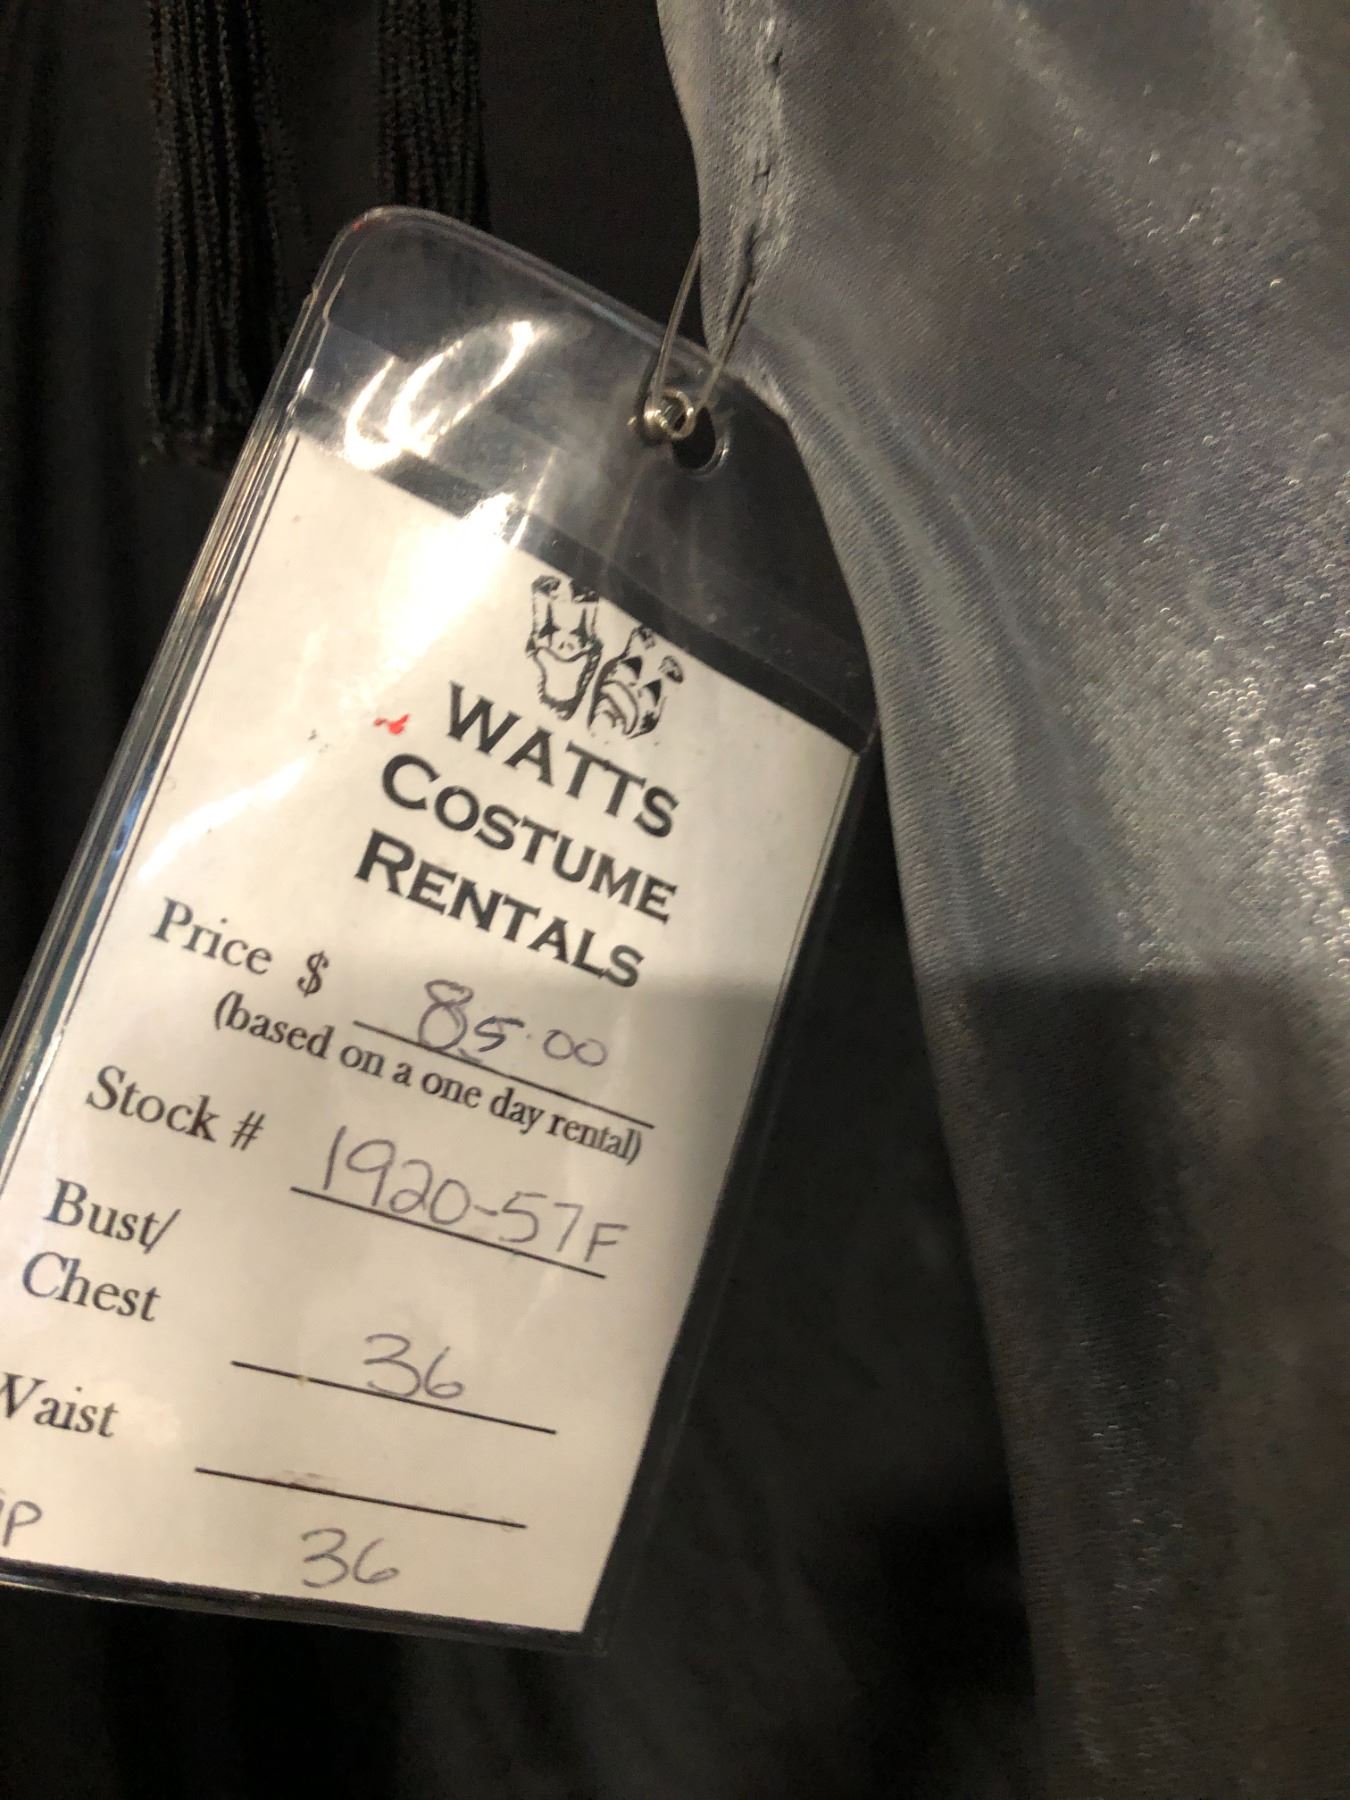 WATTS
COSTUME
RENTALS
Price $ 85.00
(based on a one day rental)
Stock # 1920-57F
Bust/
Chest 36
Waist
36